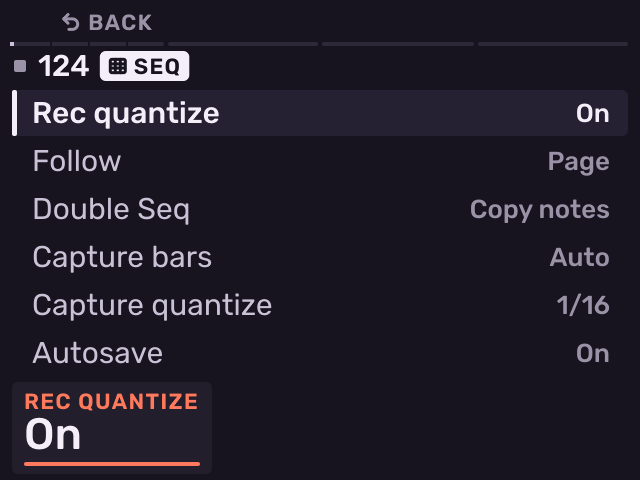 BACK
124 SEQ
Rec quantize On
Follow Page
Double Seq Copy notes
Capture bars Auto
Capture quantize 1/16
Autosave On
REC QUANTIZE
On